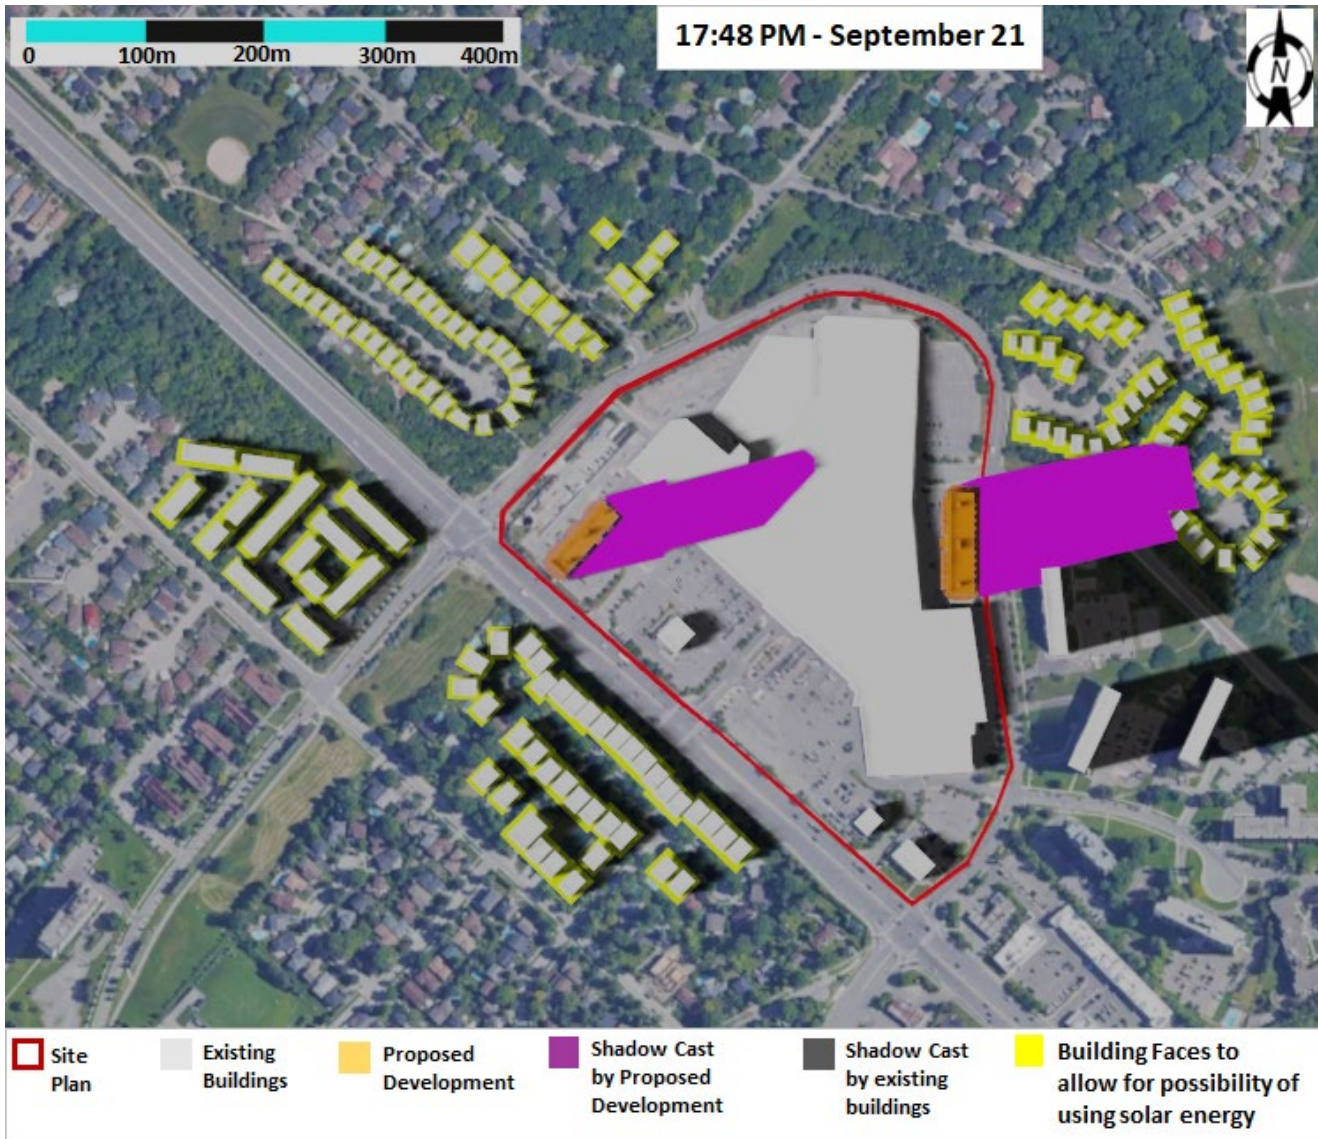 17:48 PM - September 21
N
0 100m 200m 300m 400m
Site
Plan
Existing
Buildings
Proposed
Development
Shadow Cast
by Proposed
Development
Shadow Cast
by existing
buildings
Building Faces to
allow for possibility of
using solar energy